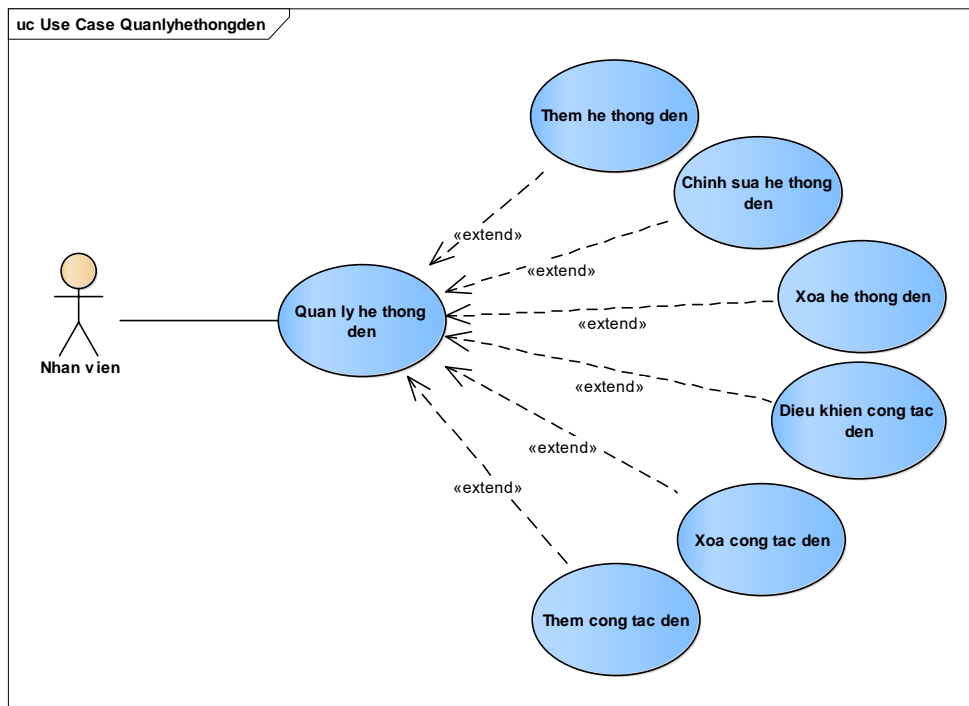 uc Use Case Quanlyhethongden
Them he thong den
Chinh sua he thong
den
«extend»
«extend»
Xoa he thong den
Quan ly he thong
den
«extend»
Nhan vien
«extend»
Dieu khien cong tac
den
«extend»
«extend»
Xoa cong tac den
Them cong tac den